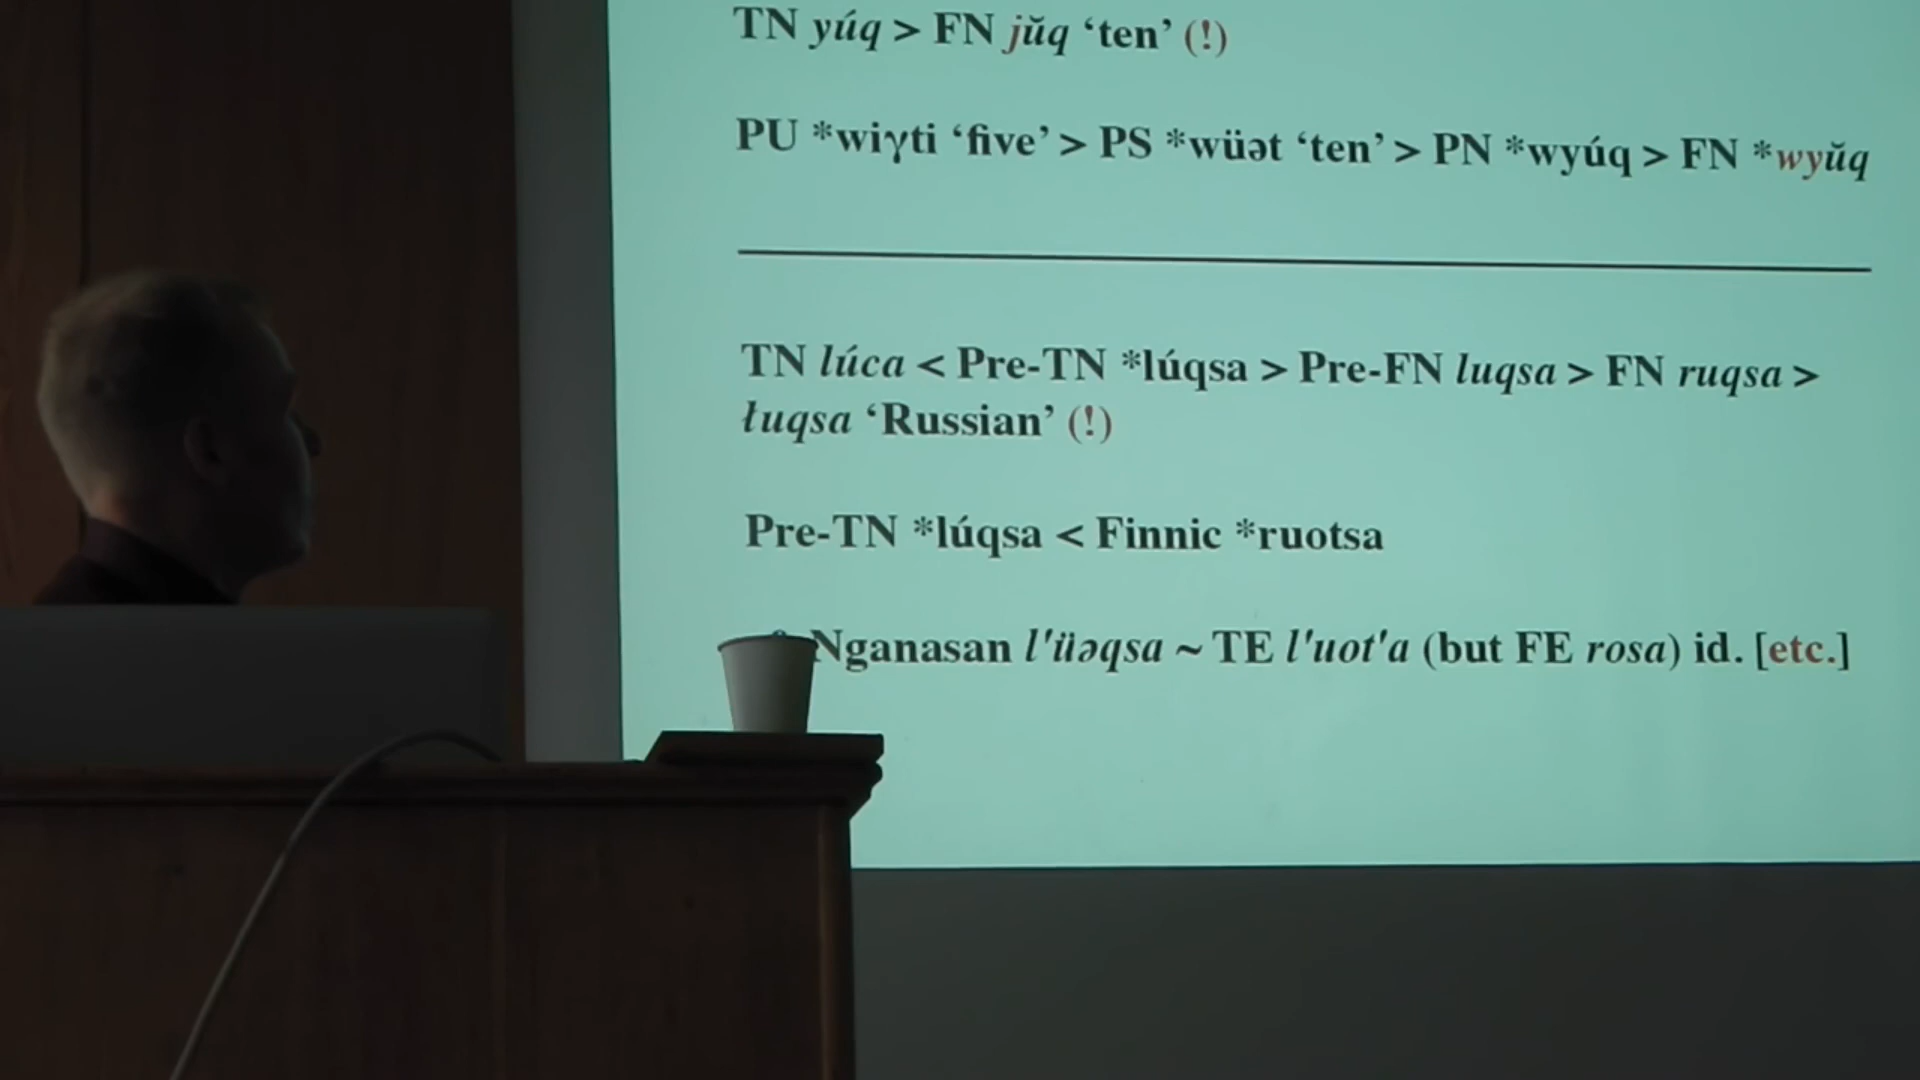 TN yúq > FN jŭq ‘ten’ (!)
PU *wiγti ‘five’ > PS *wüət ‘ten’ > PN *wyúq > FN *wyŭq
TN lúca < Pre-TN *lúqsa > Pre-FN luqsa > FN ruqsa >
łuqsa ‘Russian’ (!)
Pre-TN *lúqsa < Finnic *ruotsa
Nganasan l'üəqsa ~ TE l'uot'a (but FE rosa) id. [etc.]